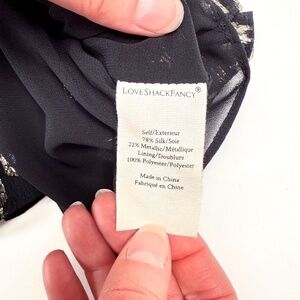 LOVESHACKFANCY®
Self/Exterieur
78% Silk/Soie
22% Metallic/Métallique
Lining/Doublure
100% Polyester/Polyester
Made in China
Fabriqué en Chine